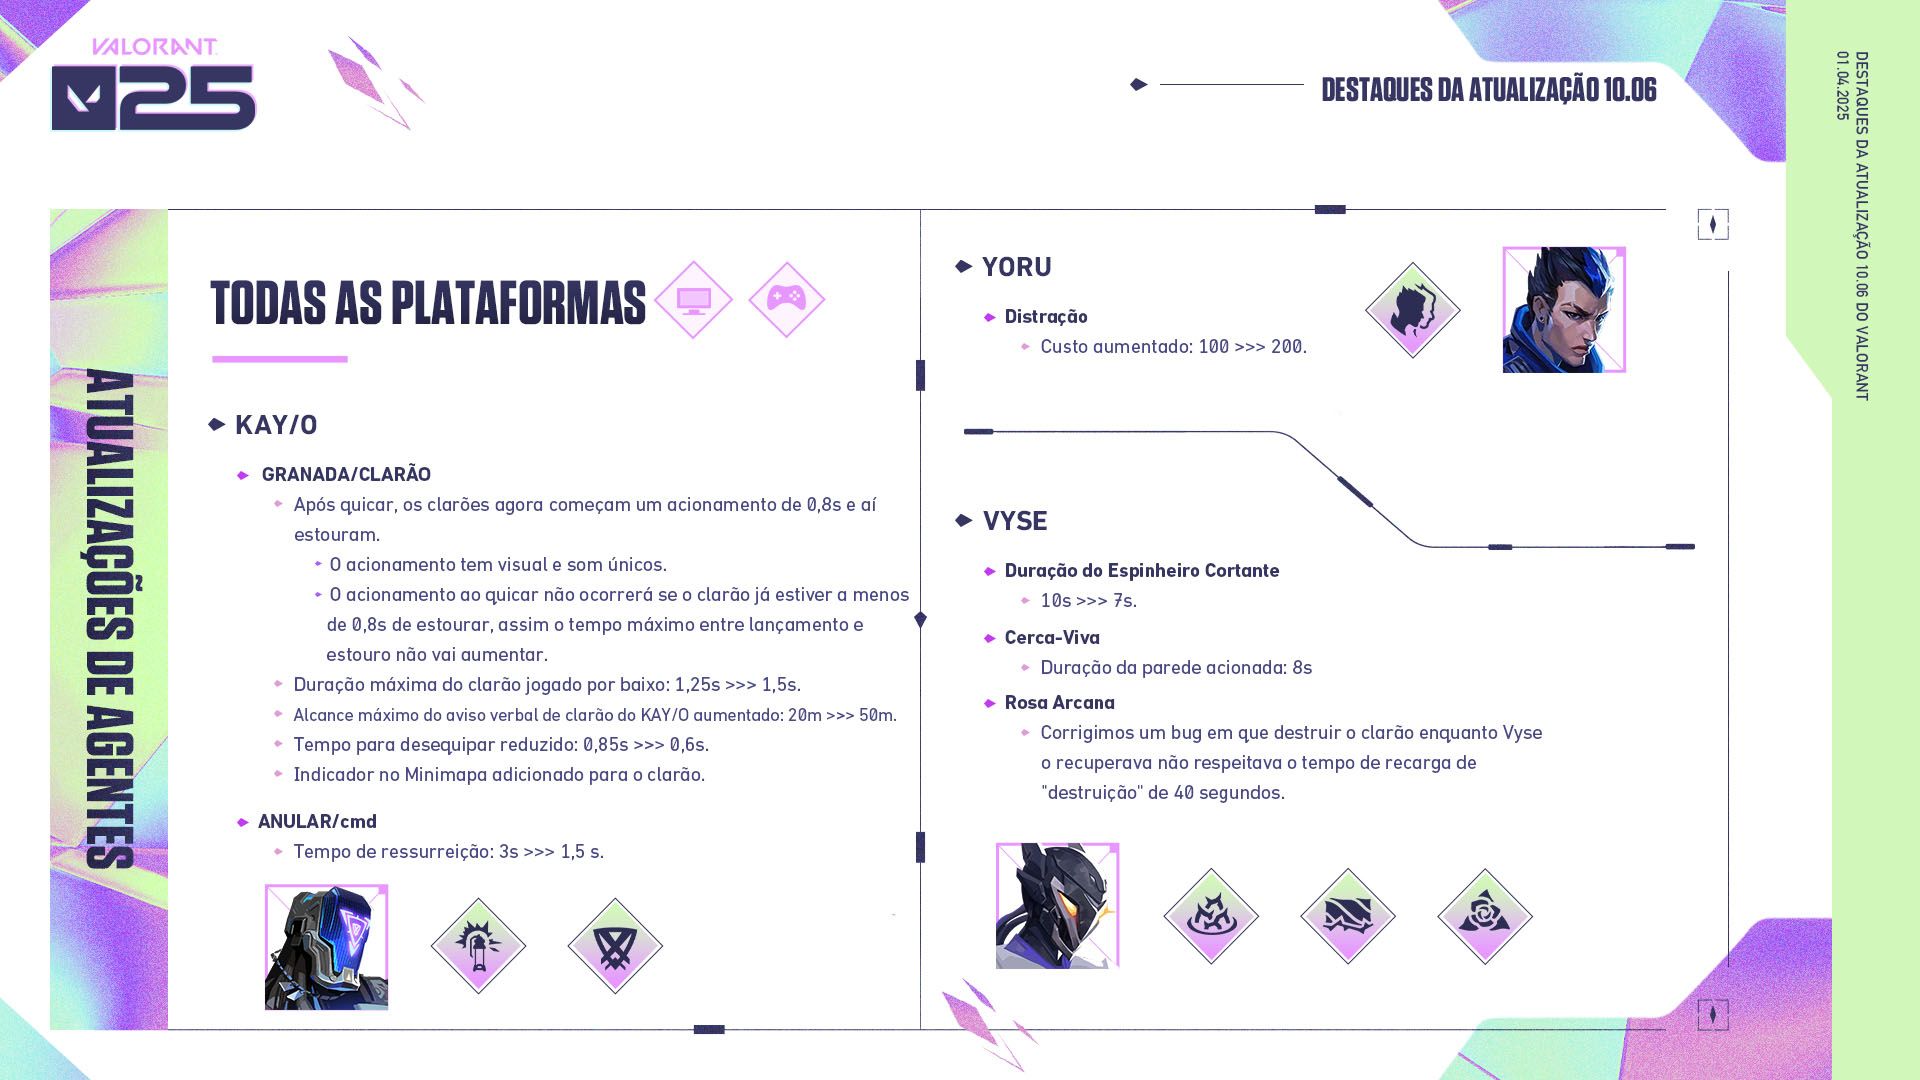 VALORANT
25
DESTAQUES DA ATUALIZAÇÃO 10.06
DESTAQUES DA ATUALIZAÇÃO 10.06 DO VALORANT
01.04.2025
ATUALIZAÇÕES DE AGENTES
TODAS AS PLATAFORMAS
KAY/O
GRANADA/CLARÃO
Após quicar, os clarões agora começam um acionamento de 0,8s e aí
estouram.
O acionamento tem visual e som únicos.
O acionamento ao quicar não ocorrerá se o clarão já estiver a menos
de 0,8s de estourar, assim o tempo máximo entre lançamento e
estouro não vai aumentar.
Duração máxima do clarão jogado por baixo: 1,25s >>> 1,5s.
Alcance máximo do aviso verbal de clarão do KAY/O aumentado: 20m >>> 50m.
Tempo para desequipar reduzido: 0,85s >>> 0,6s.
Indicador no Minimapa adicionado para o clarão.
ANULAR/cmd
Tempo de ressurreição: 3s >>> 1,5 s.
YORU
Distração
Custo aumentado: 100 >>> 200.
VYSE
Duração do Espinheiro Cortante
10s >>> 7s.
Cerca-Viva
Duração da parede acionada: 8s
Rosa Arcana
Corrigimos um bug em que destruir o clarão enquanto Vyse
o recuperava não respeitava o tempo de recarga de
"destruição" de 40 segundos.